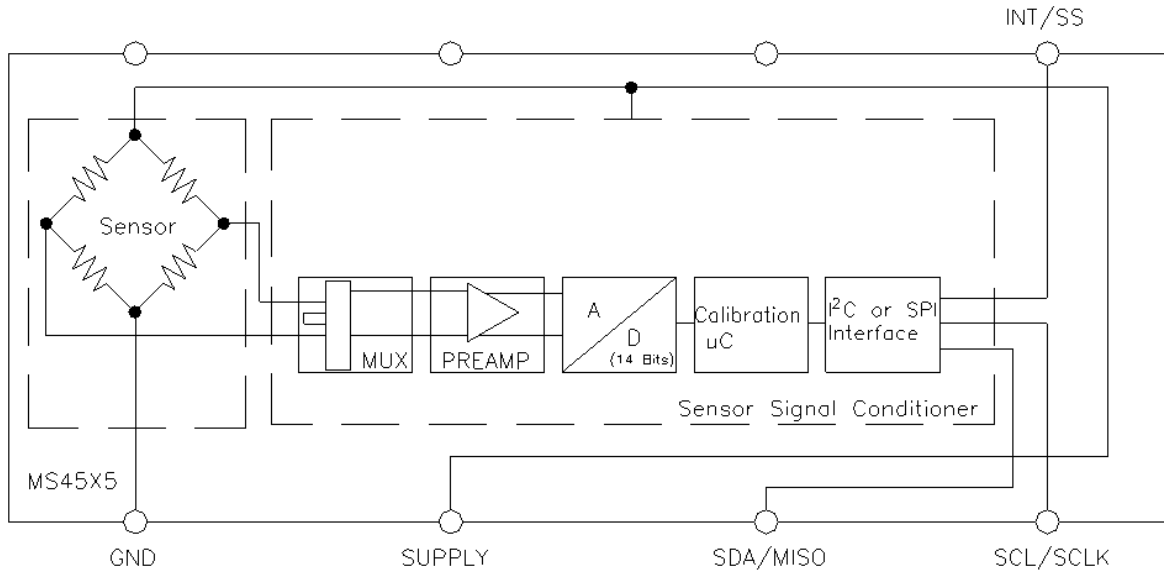 INT/SS
Sensor
MUX
PREAMP
A
D
(14 Bits)
Calibration
µC
I²C or SPI
Interface
Sensor Signal Conditioner
MS45X5
GND
SUPPLY
SDA/MISO
SCL/SCLK